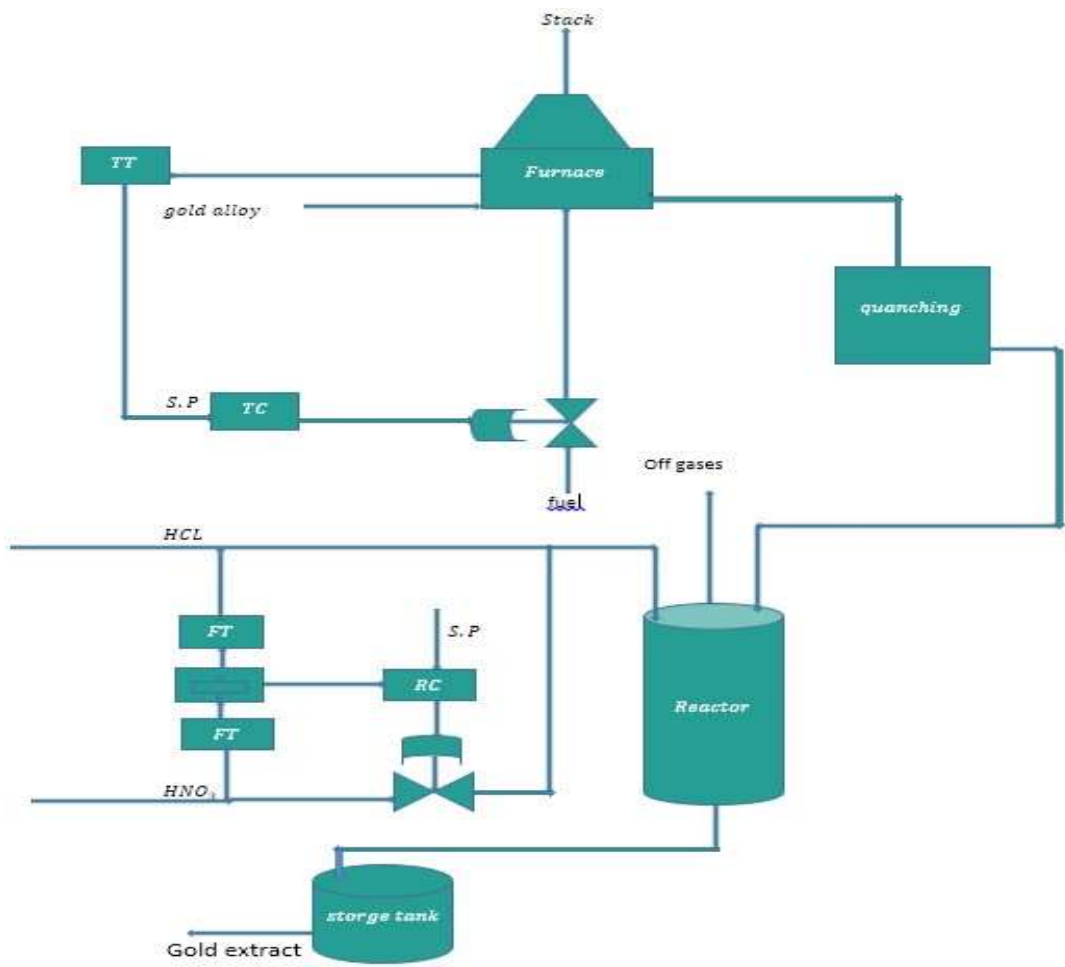 Stack
TT
Furnace
gold alloy
quanching
S.P
TC
Off gases
fuel
HCL
FT
S.P
RC
Reactor
FT
HNO3
storge tank
Gold extract